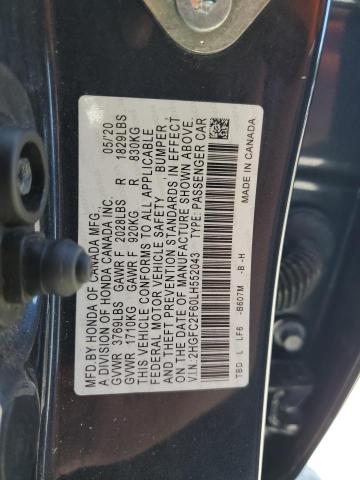 MFD. BY HONDA OF CANADA MFG.,
A DIVISION OF HONDA CANADA INC. 05/20
GVWR 3769LBS GAWR F 2028LBS R 1829LBS
GVWR 1710KG GAWR F 920KG R 830KG
THIS VEHICLE CONFORMS TO ALL APPLICABLE
FEDERAL MOTOR VEHICLE SAFETY, BUMPER,
AND THEFT PREVENTION STANDARDS IN EFFECT
ON THE DATE OF MANUFACTURE SHOWN ABOVE.
V.I.N.:2HGFC2F60LH552043 TYPE:PASSENGER CAR
TBD L LF6 -B607M -B -H
MADE IN CANADA